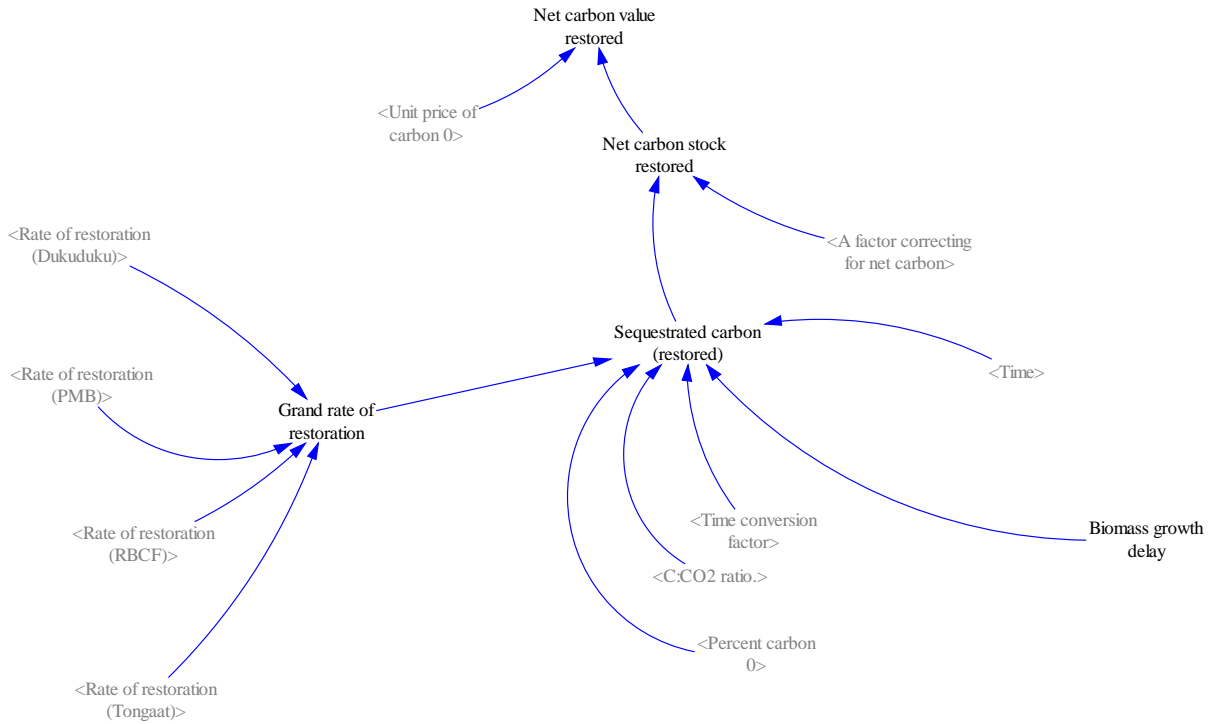 Net carbon value
restored
<Unit price of
carbon 0>
Net carbon stock
restored
<Rate of restoration
(Dukuduku)>
<A factor correcting
for net carbon>
Sequestrated carbon
(restored)
<Time>
<Rate of restoration
(PMB)>
Grand rate of
restoration
<Rate of restoration
(RBCF)>
<Time conversion
factor>
Biomass growth
delay
<C:CO2 ratio.>
<Percent carbon
0>
<Rate of restoration
(Tongaat)>